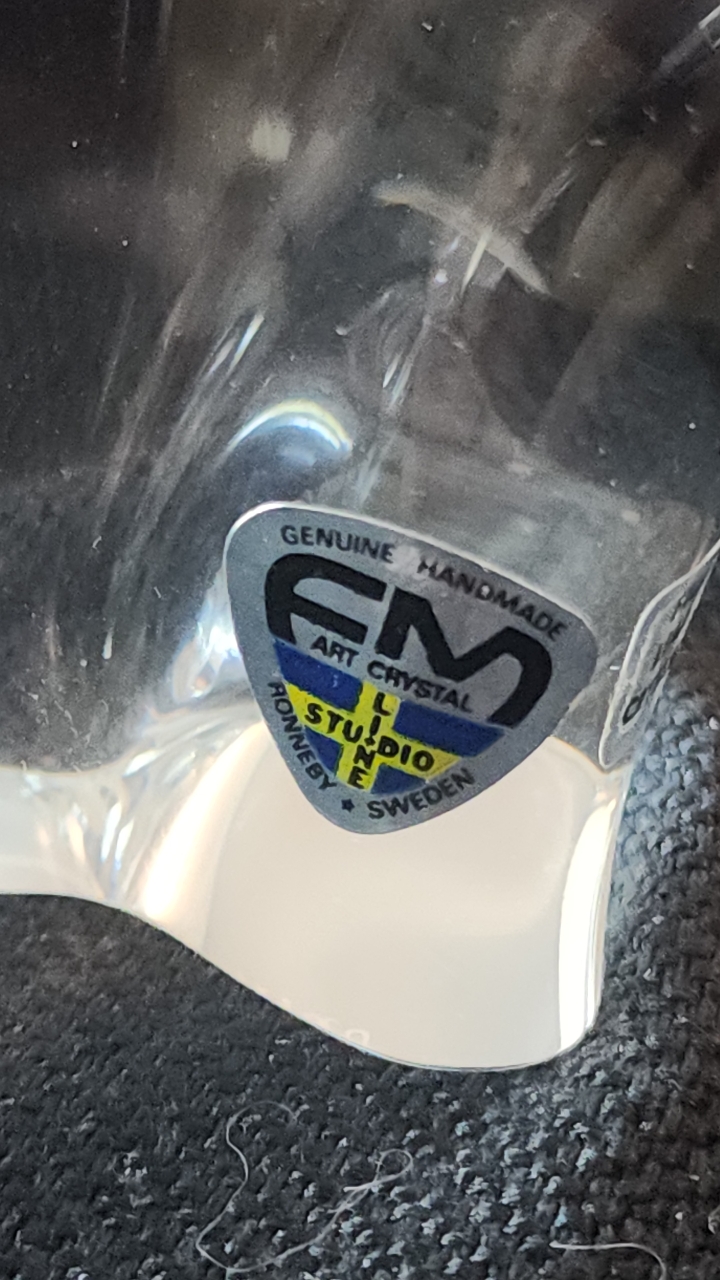 GENUINE HANDMADE
FM
ART CRYSTAL
LINE
STUDIO
RONNEBY * SWEDEN